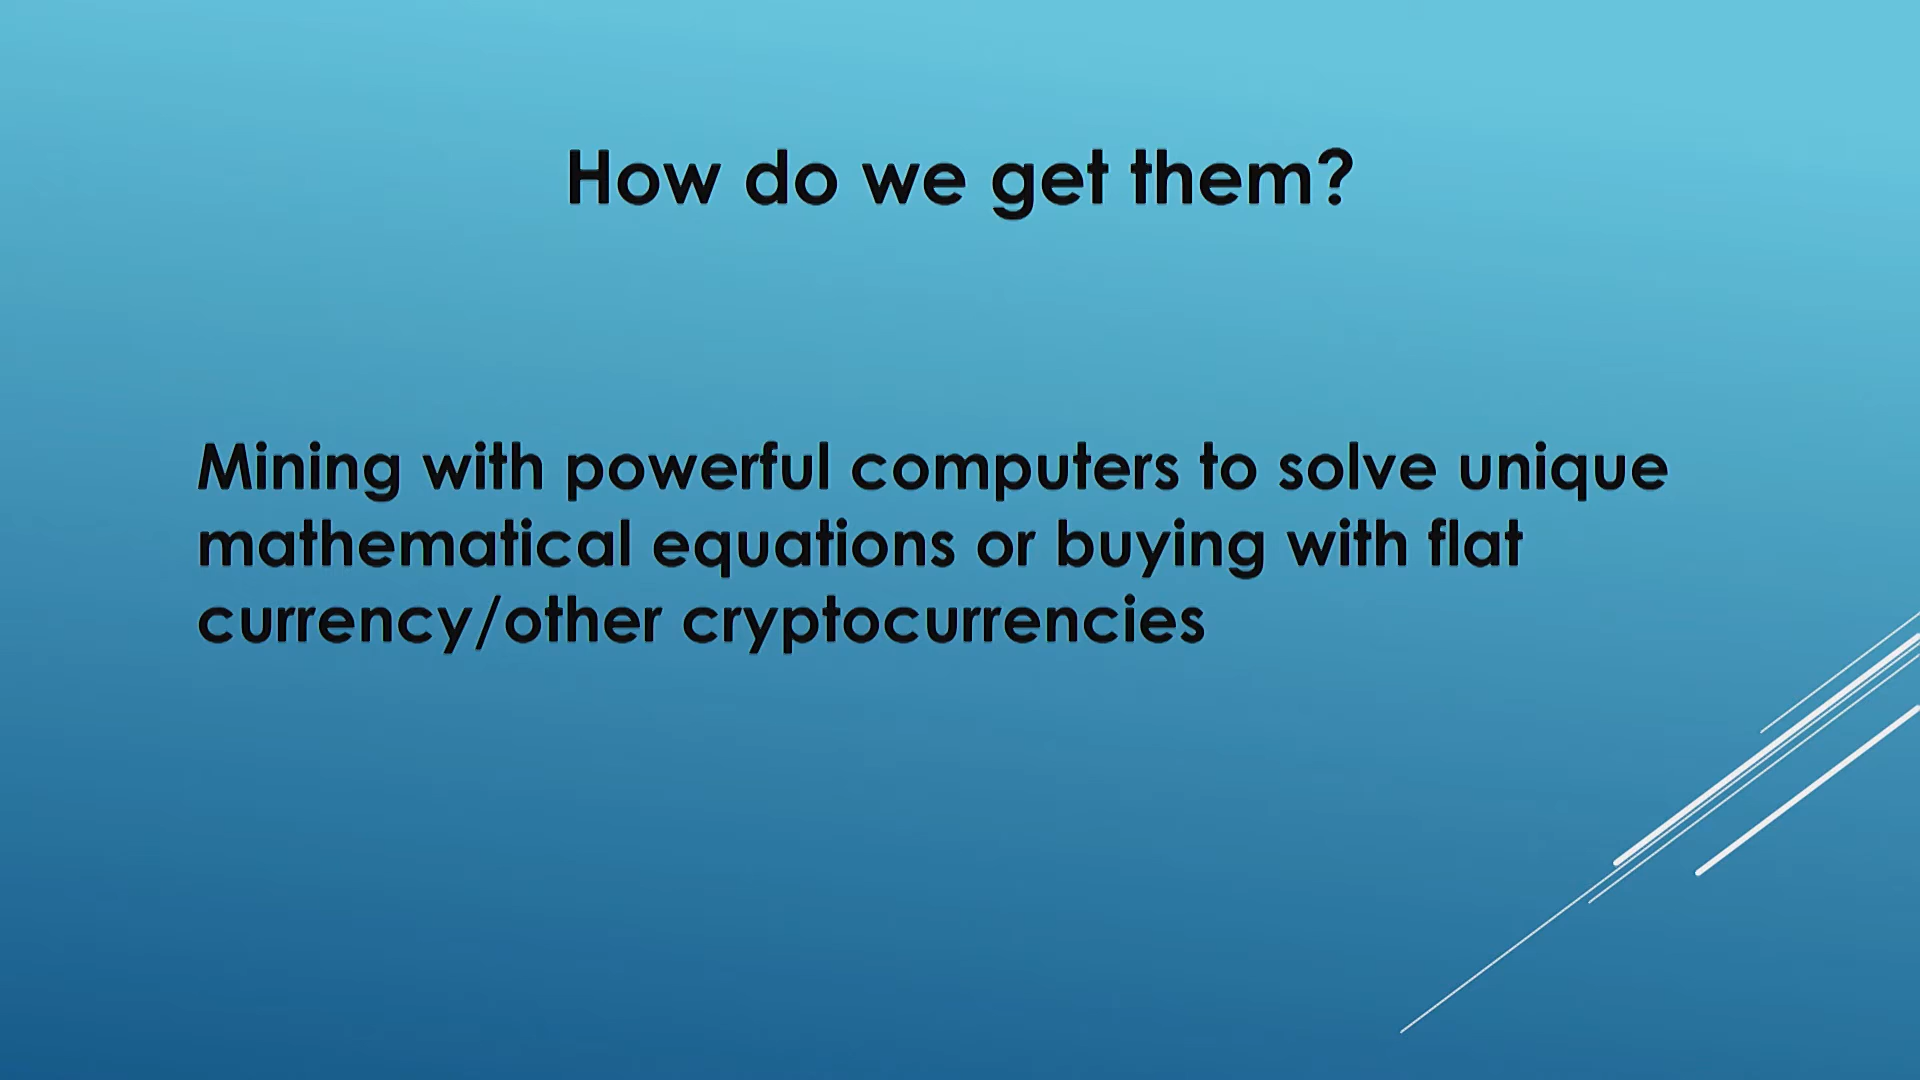 How do we get them?
Mining with powerful computers to solve unique
mathematical equations or buying with flat
currency/other cryptocurrencies